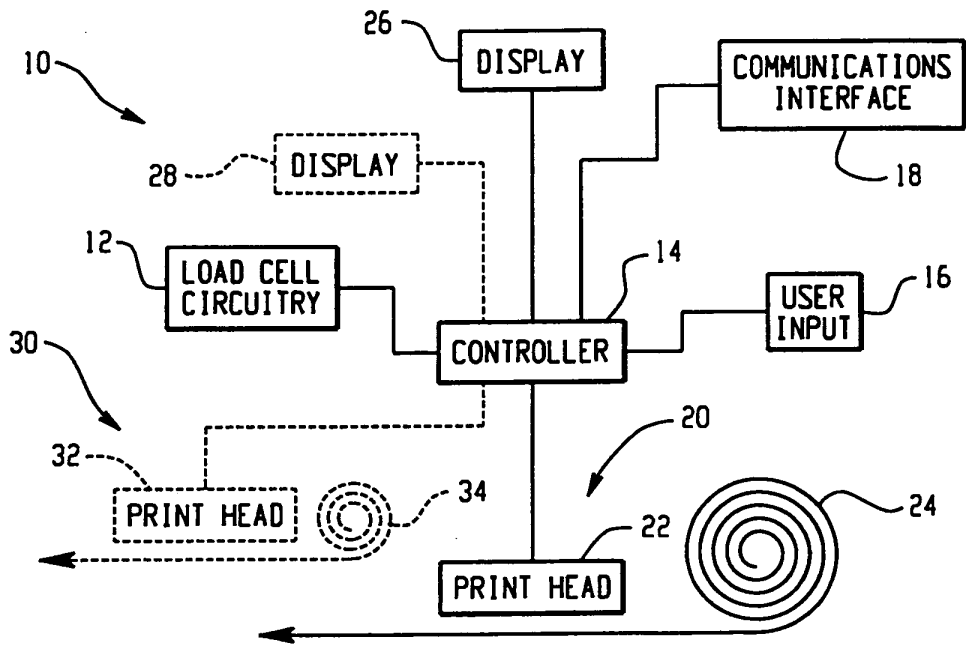 26
DISPLAY
COMMUNICATIONS
INTERFACE
10
28
DISPLAY
18
12
LOAD CELL
CIRCUITRY
14
16
USER
INPUT
CONTROLLER
30
20
32
34
24
PRINT HEAD
22
PRINT HEAD